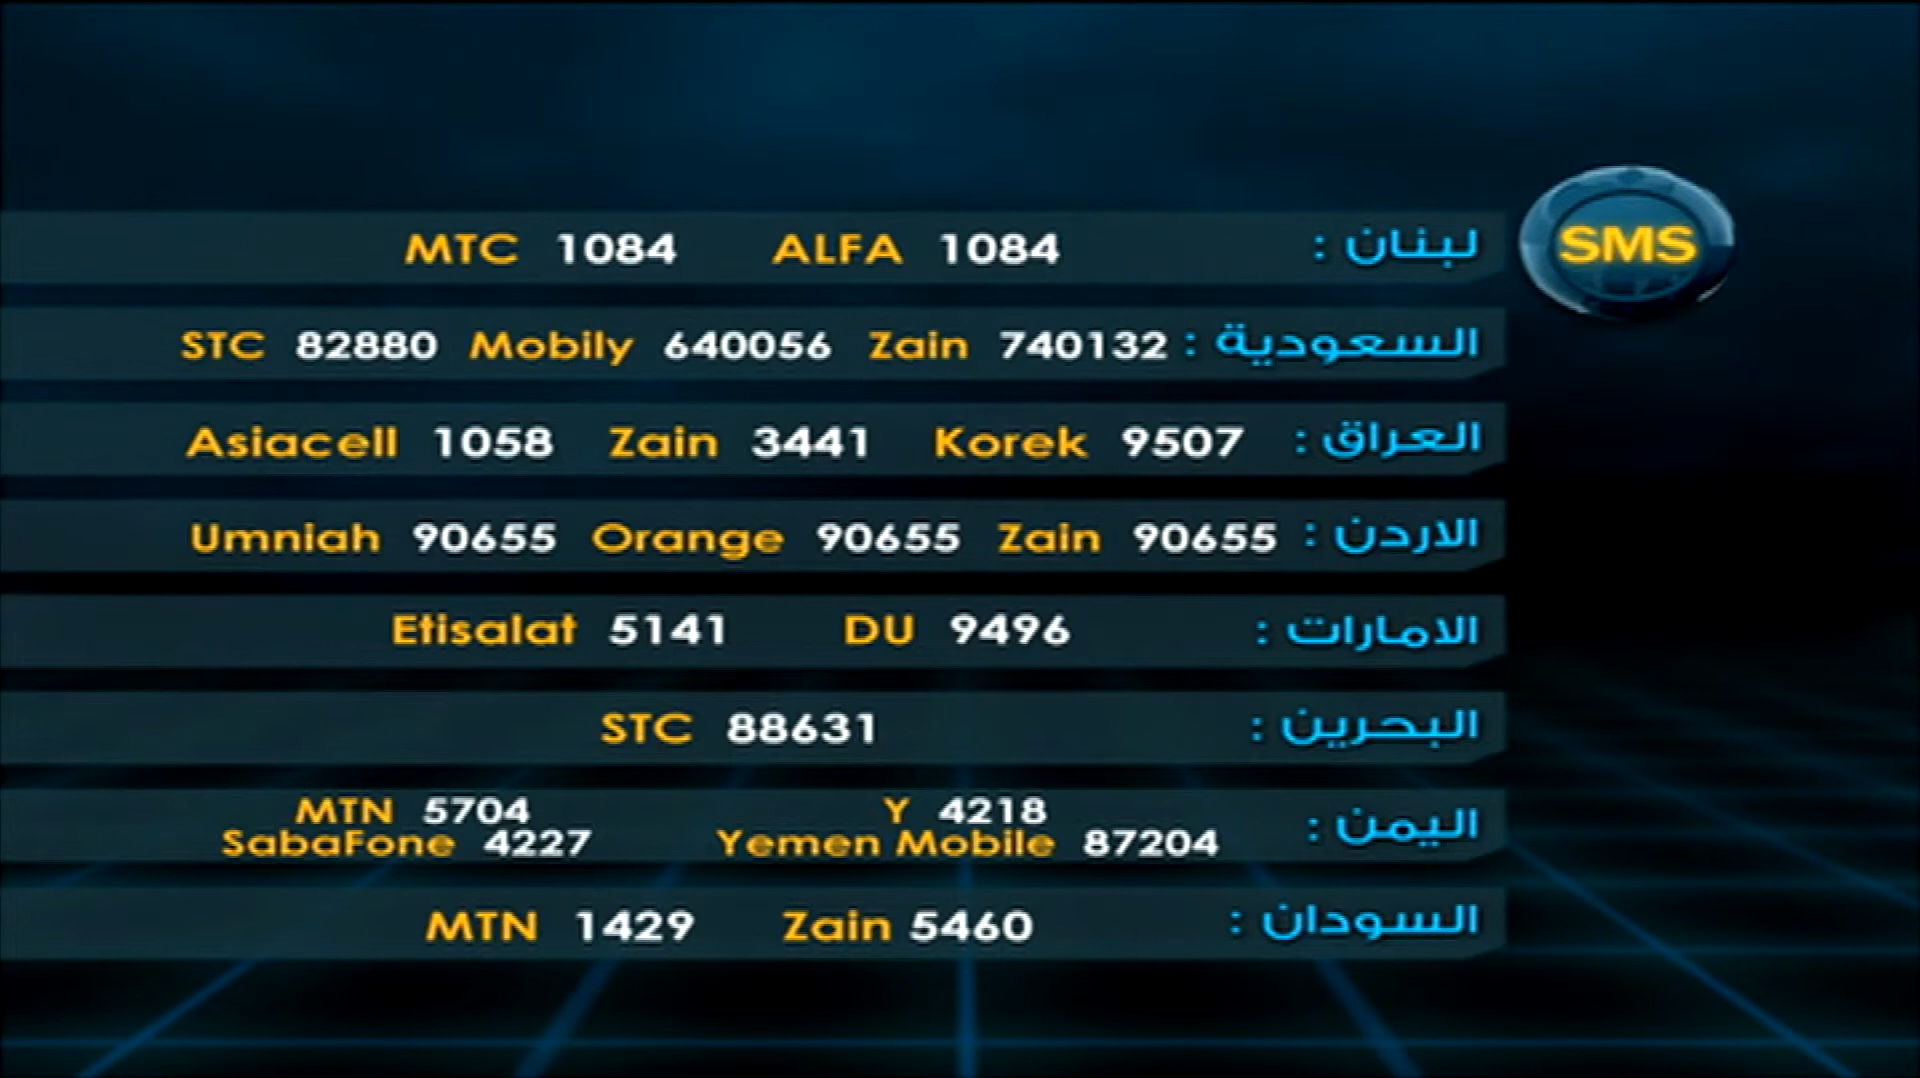 SMS
لبنان : MTC 1084 ALFA 1084
السعودية : STC 82880 Mobily 640056 Zain 740132
العراق : Asiacell 1058 Zain 3441 Korek 9507
الاردن : Umniah 90655 Orange 90655 Zain 90655
الامارات : Etisalat 5141 DU 9496
البحرين : STC 88631
اليمن : MTN 5704 Y 4218
SabaFone 4227 Yemen Mobile 87204
السودان : MTN 1429 Zain 5460